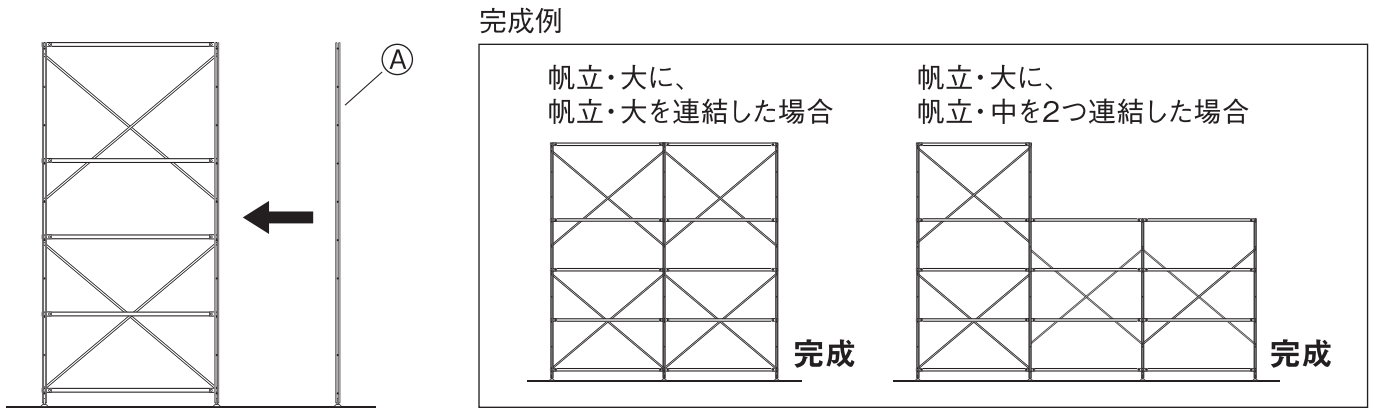 Ⓐ
完成例
帆立・大に、
帆立・大を連結した場合
完成
帆立・大に、
帆立・中を2つ連結した場合
完成